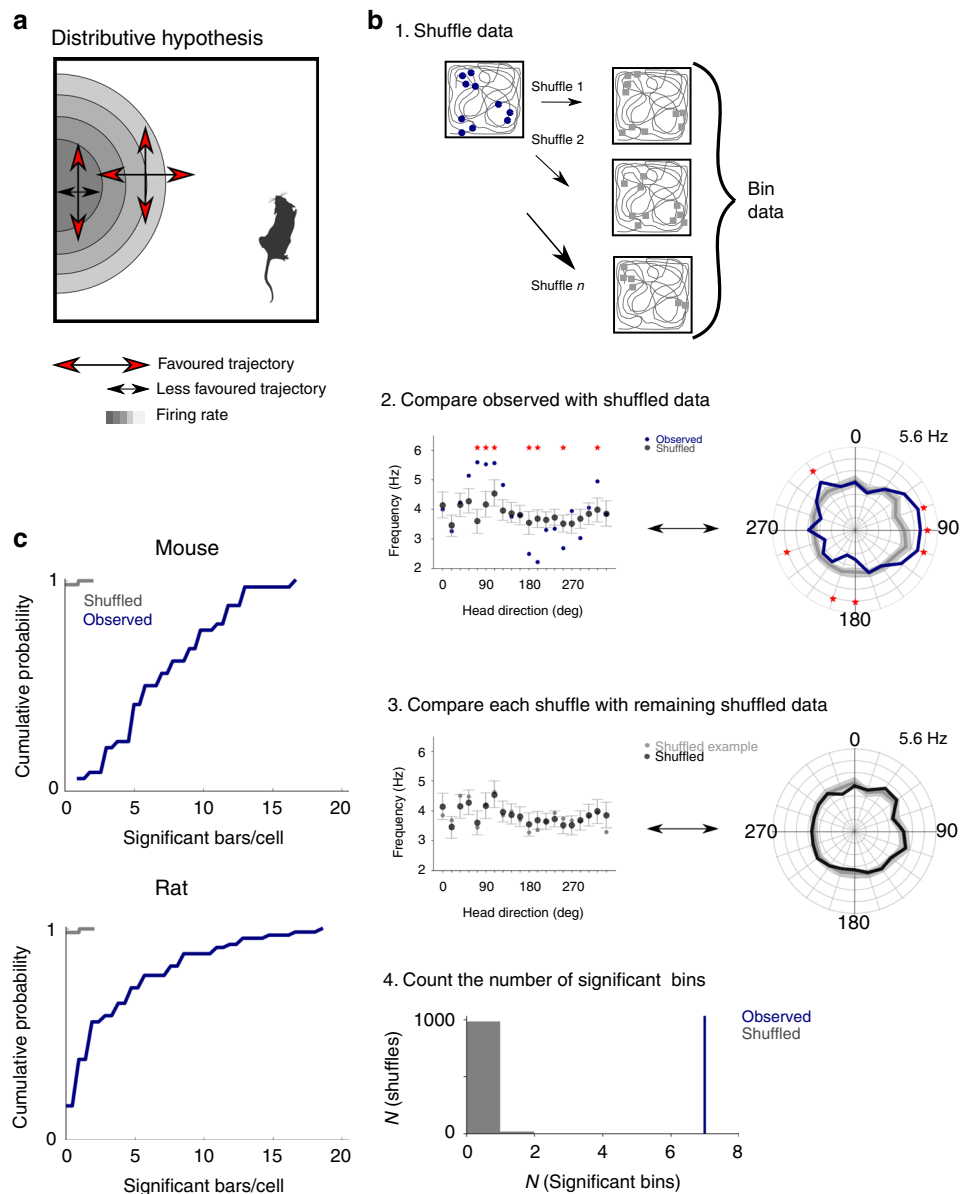 a
Distributive hypothesis
Favoured trajectory
Less favoured trajectory
Firing rate
b
1. Shuffle data
Shuffle 1
Shuffle 2
Shuffle n
Bin
data
2. Compare observed with shuffled data
Observed
Shuffled
Frequency (Hz)
6
5
4
3
2
0 90 180 270
Head direction (deg)
0
5.6 Hz
90
180
270
3. Compare each shuffle with remaining shuffled data
Shuffled example
Shuffled
Frequency (Hz)
6
5
4
3
2
0 90 180 270
Head direction (deg)
0
5.6 Hz
90
180
270
4. Count the number of significant bins
Observed
Shuffled
N (shuffles)
1000
0
0 2 4 6 8
N (Significant bins)
c
Mouse
Shuffled
Observed
Cumulative probability
1
0
0 5 10 15 20
Significant bars/cell
Rat
Cumulative probability
1
0
0 5 10 15 20
Significant bars/cell